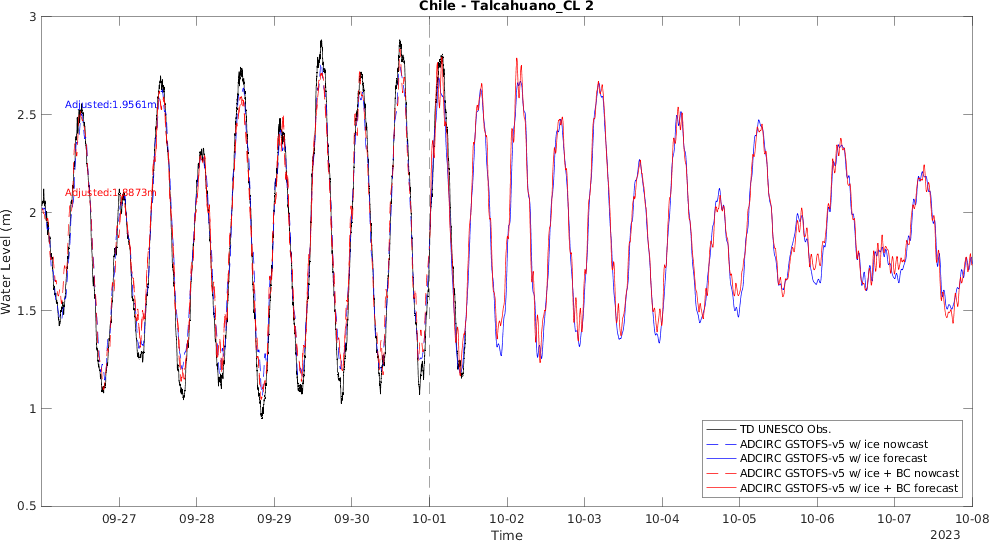 Chile - Talcahuano_CL 2
Water Level (m)
3
2.5
2
1.5
1
0.5
Adjusted:1.9561m
Adjusted:1.8873m
TD UNESCO Obs.
ADCIRC GSTOFS-v5 w/ ice nowcast
ADCIRC GSTOFS-v5 w/ ice forecast
ADCIRC GSTOFS-v5 w/ ice + BC nowcast
ADCIRC GSTOFS-v5 w/ ice + BC forecast
09-27 09-28 09-29 09-30 10-01 10-02 10-03 10-04 10-05 10-06 10-07 10-08
Time
2023